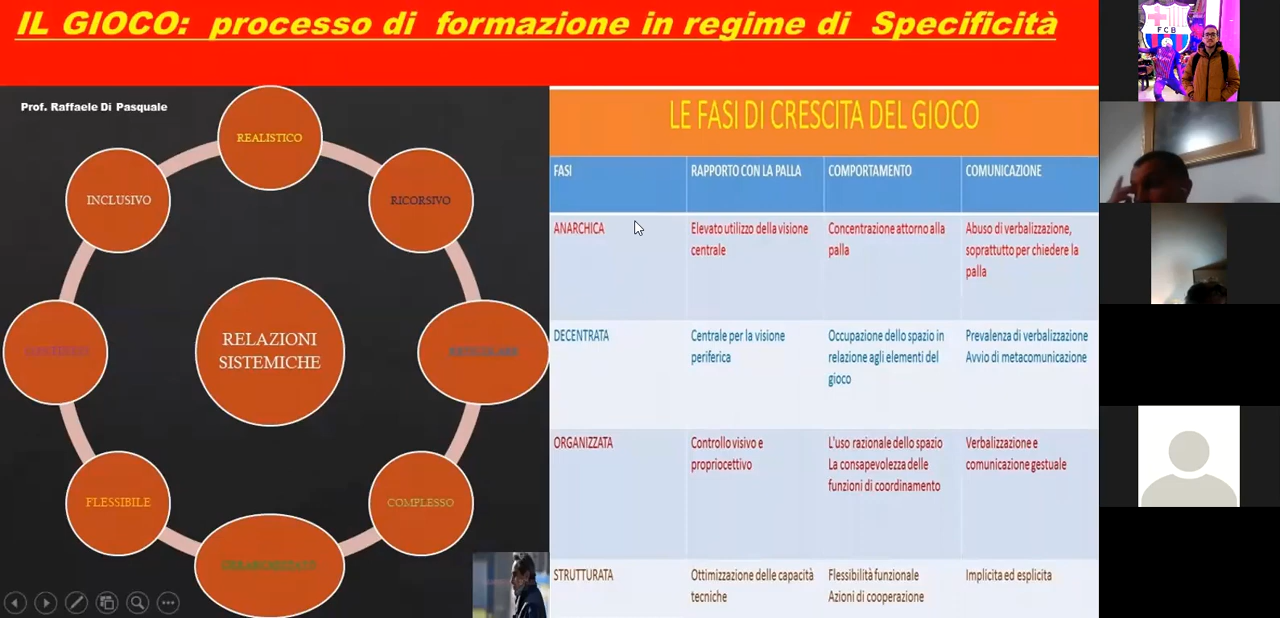 IL GIOCO: processo di formazione in regime di Specificità
Prof. Raffaele Di Pasquale
REALISTICO
RICORSIVO
COMPLESSO
FLESSIBILE
INCLUSIVO
RELAZIONI
SISTEMICHE
LE FASI DI CRESCITA DEL GIOCO
FASI
RAPPORTO CON LA PALLA
COMPORTAMENTO
COMUNICAZIONE
ANARCHICA
Elevato utilizzo della visione
centrale
Concentrazione attorno alla
palla
Abuso di verbalizzazione,
soprattutto per chiedere la
palla
DECENTRATA
Centrale per la visione
periferica
Occupazione dello spazio in
relazione agli elementi del
gioco
Prevalenza di verbalizzazione
Avvio di metacomunicazione
ORGANIZZATA
Controllo visivo e
propriocettivo
L'uso razionale dello spazio
La consapevolezza delle
funzioni di coordinamento
Verbalizzazione e
comunicazione gestuale
STRUTTURATA
Ottimizzazione delle capacità
tecniche
Flessibilità funzionale
Azioni di cooperazione
Implicita ed esplicita
FCB